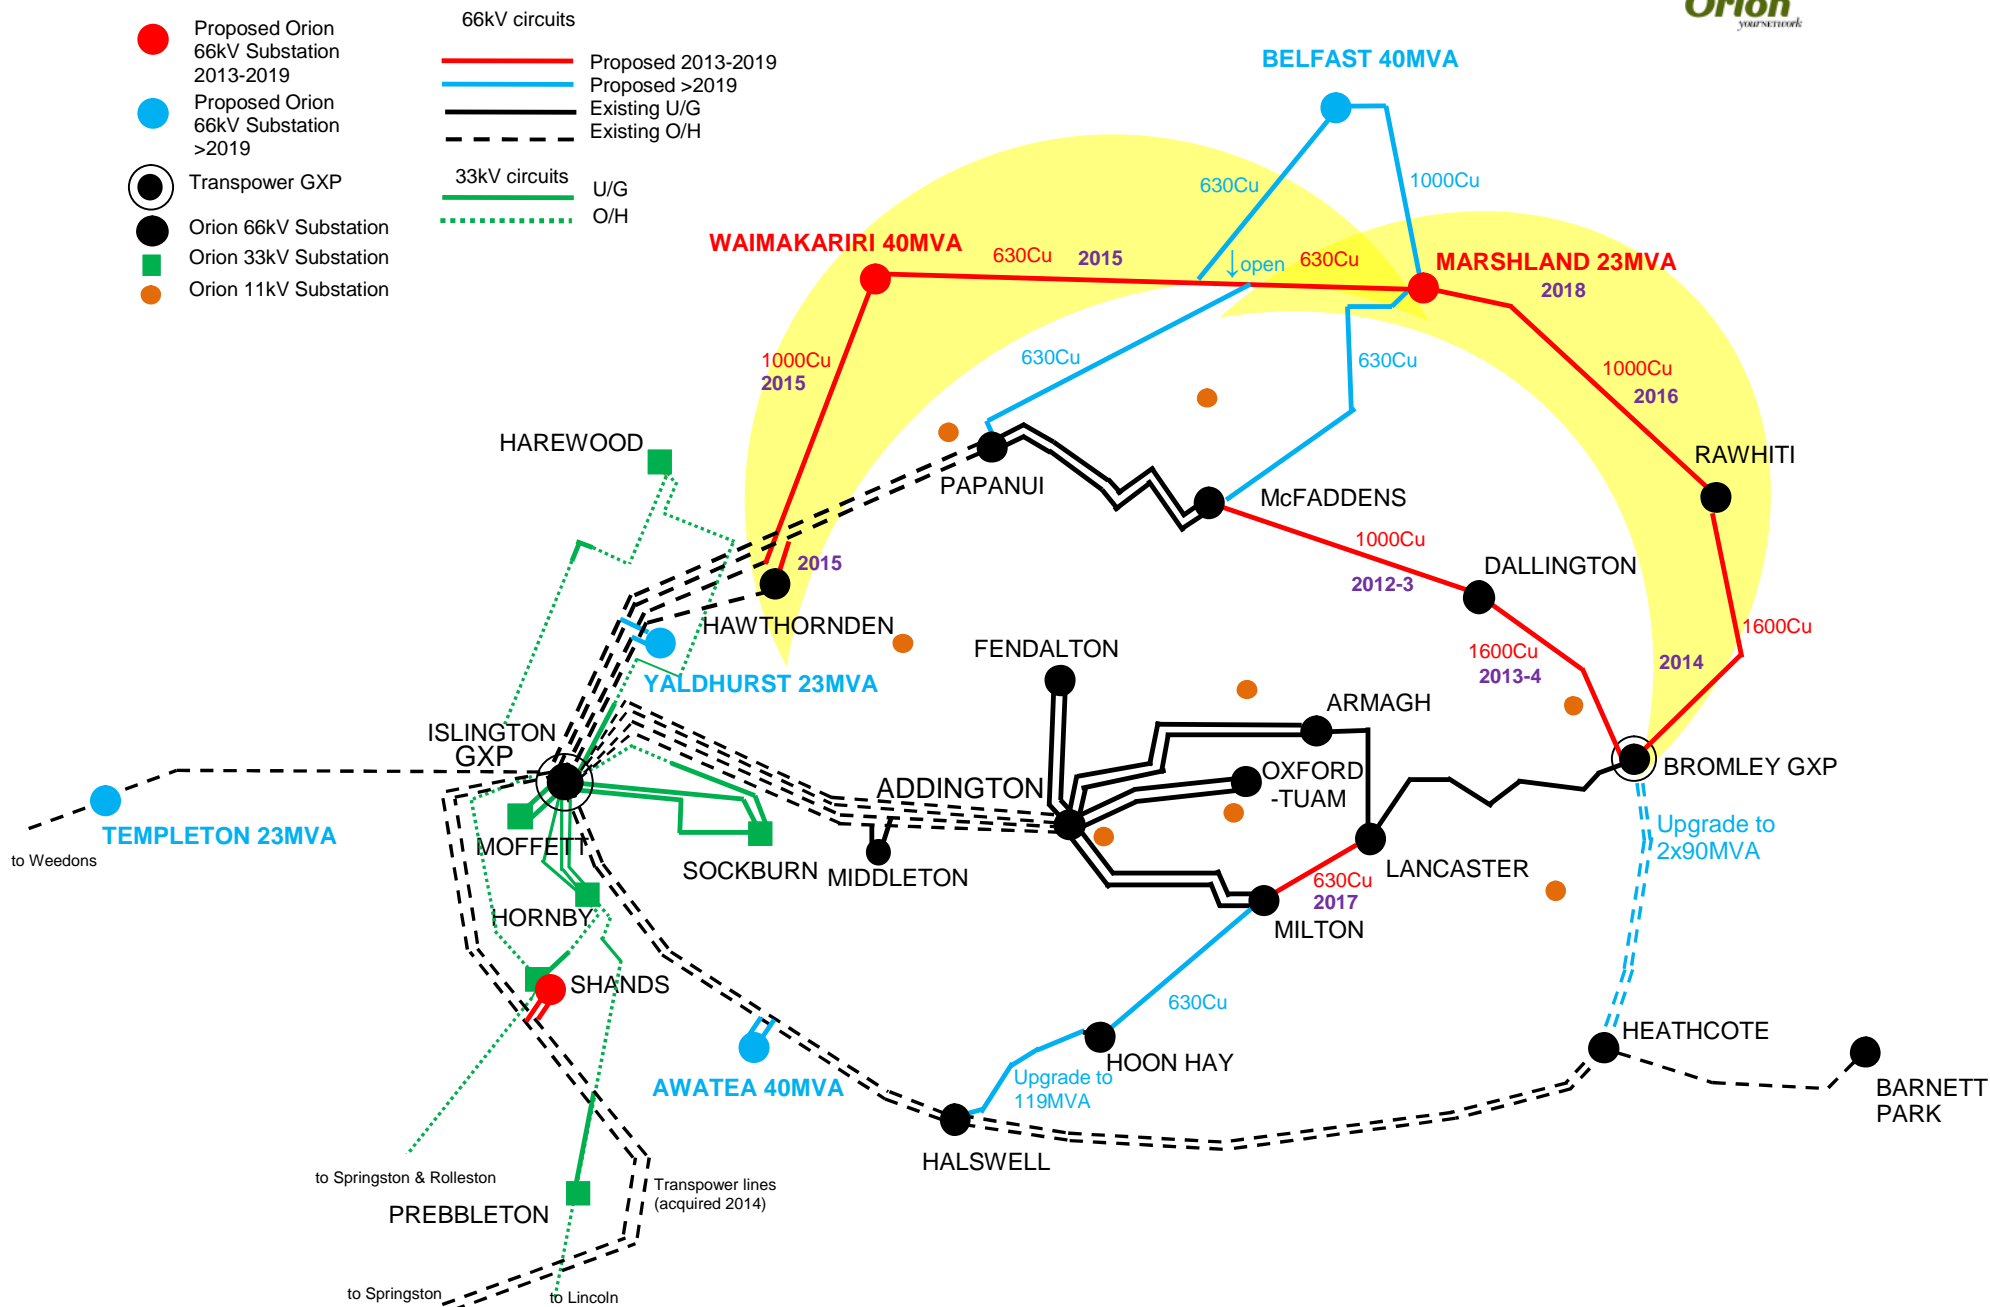 Orion
yourNETWORK
Proposed Orion
66kV Substation
2013-2019
Proposed Orion
66kV Substation
>2019
Transpower GXP
Orion 66kV Substation
Orion 33kV Substation
Orion 11kV Substation
66kV circuits
Proposed 2013-2019
Proposed >2019
Existing U/G
Existing O/H
33kV circuits
U/G
O/H
BELFAST 40MVA
630Cu
1000Cu
WAIMAKARIRI 40MVA
630Cu
2015
↓open
630Cu
MARSHLAND 23MVA
2018
1000Cu
2015
630Cu
630Cu
1000Cu
2016
HAREWOOD
PAPANUI
McFADDENS
RAWHITI
2015
1000Cu
2012-3
DALLINGTON
HAWTHORNDEN
FENDALTON
1600Cu
2013-4
2014
1600Cu
YALDHURST 23MVA
ARMAGH
ISLINGTON
GXP
ADDINGTON
OXFORD
-TUAM
BROMLEY GXP
TEMPLETON 23MVA
to Weedons
MOFFETT
SOCKBURN
MIDDLETON
LANCASTER
Upgrade to
2x90MVA
630Cu
2017
HORNBY
MILTON
SHANDS
630Cu
HOON HAY
HEATHCOTE
AWATEA 40MVA
Upgrade to
119MVA
BARNETT
PARK
HALSWELL
to Springston & Rolleston
Transpower lines
(acquired 2014)
PREBBLETON
to Springston
to Lincoln